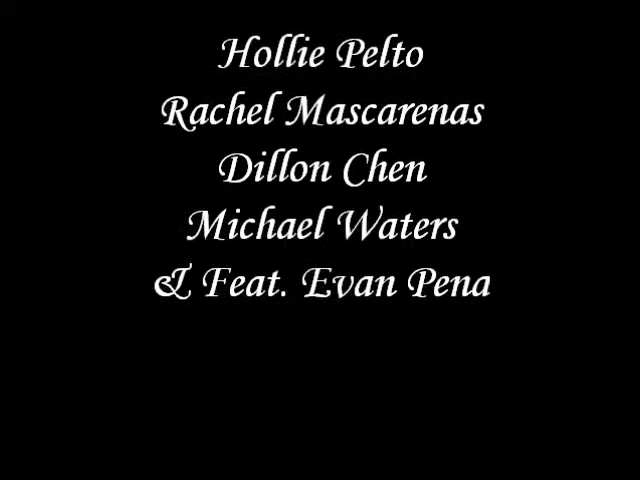 Hollie Pelto
Rachel Mascarenas
Dillon Chen
Michael Waters
& Feat. Evan Pena